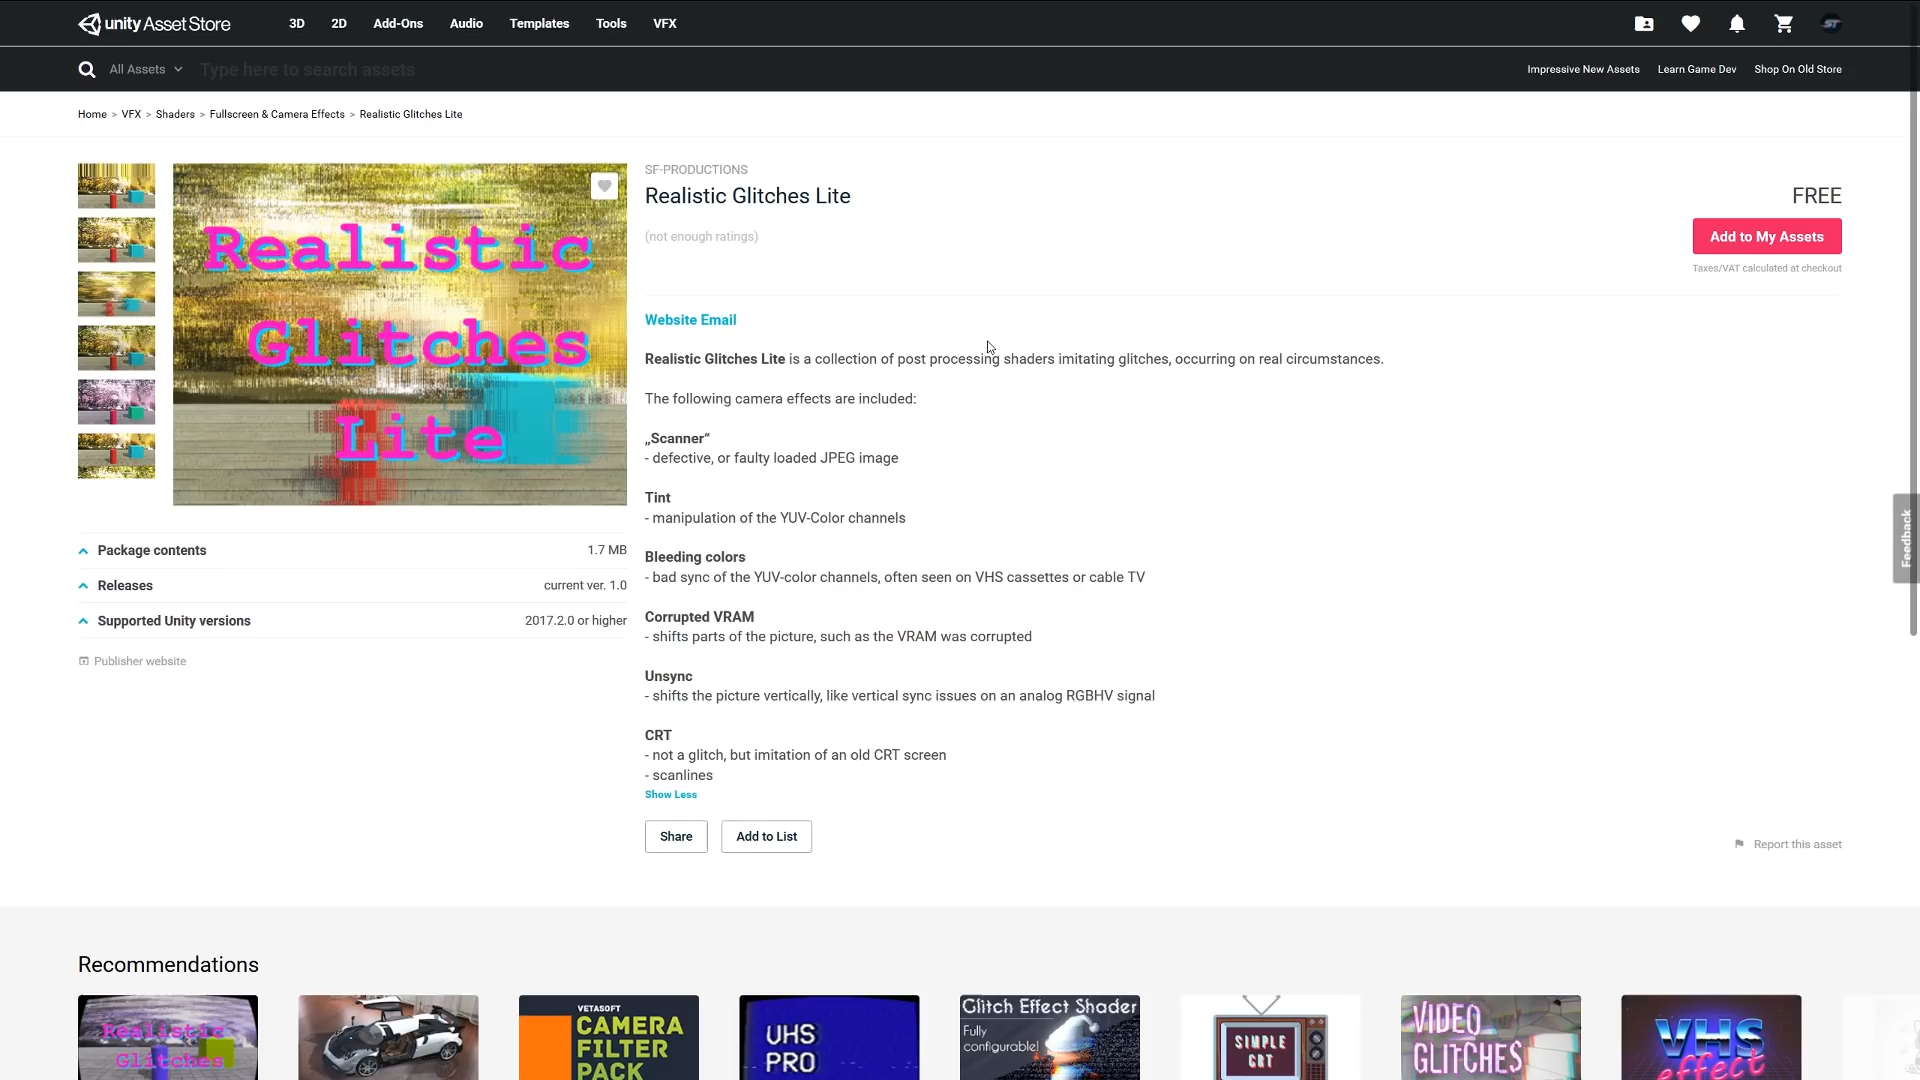 unity Asset Store
3D 2D Add-Ons Audio Templates Tools VFX
ST
All Assets Type here to search assets
Impressive New Assets Learn Game Dev Shop On Old Store
Home > VFX > Shaders > Fullscreen & Camera Effects > Realistic Glitches Lite
Realistic
Glitches
Lite
SF-PRODUCTIONS
Realistic Glitches Lite
(not enough ratings)
FREE
Add to My Assets
Taxes/VAT calculated at checkout
Website Email
Realistic Glitches Lite is a collection of post processing shaders imitating glitches, occurring on real circumstances.
The following camera effects are included:
„Scanner“
- defective, or faulty loaded JPEG image
Tint
- manipulation of the YUV-Color channels
Bleeding colors
- bad sync of the YUV-color channels, often seen on VHS cassettes or cable TV
Corrupted VRAM
- shifts parts of the picture, such as the VRAM was corrupted
Unsync
- shifts the picture vertically, like vertical sync issues on an analog RGBHV signal
CRT
- not a glitch, but imitation of an old CRT screen
- scanlines
Show Less
Share Add to List
Report this asset
Package contents 1.7 MB
Releases current ver. 1.0
Supported Unity versions 2017.2.0 or higher
Publisher website
Feedback
Recommendations
Realistic
Glitches
VETASOFT
CAMERA
FILTER
PACK
VHS
PRO
Glitch Effect Shader
Fully
configurable!
SIMPLE
CRT
VIDEO
GLITCHES
VHS
effect